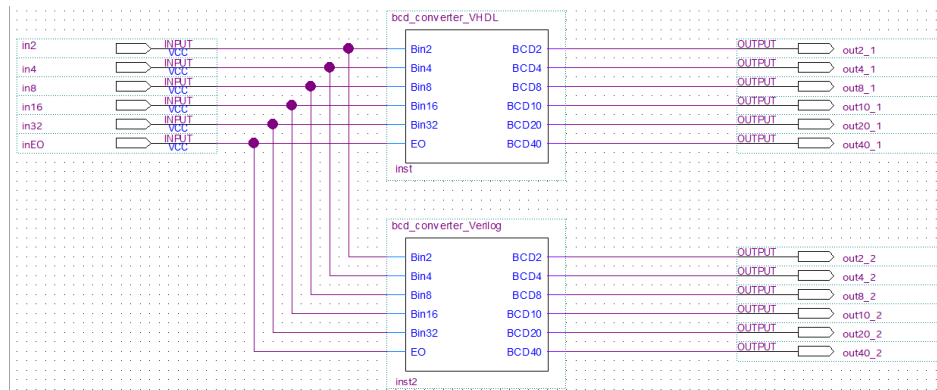 bcd_converter_VHDL
in2 INPUT VCC Bin2 BCD2 OUTPUT out2_1
in4 INPUT VCC Bin4 BCD4 OUTPUT out4_1
in8 INPUT VCC Bin8 BCD8 OUTPUT out8_1
in16 INPUT VCC Bin16 BCD10 OUTPUT out10_1
in32 INPUT VCC Bin32 BCD20 OUTPUT out20_1
inEO INPUT VCC EO BCD40 OUTPUT out40_1
inst
bcd_converter_Verilog
Bin2 BCD2 OUTPUT out2_2
Bin4 BCD4 OUTPUT out4_2
Bin8 BCD8 OUTPUT out8_2
Bin16 BCD10 OUTPUT out10_2
Bin32 BCD20 OUTPUT out20_2
EO BCD40 OUTPUT out40_2
inst2